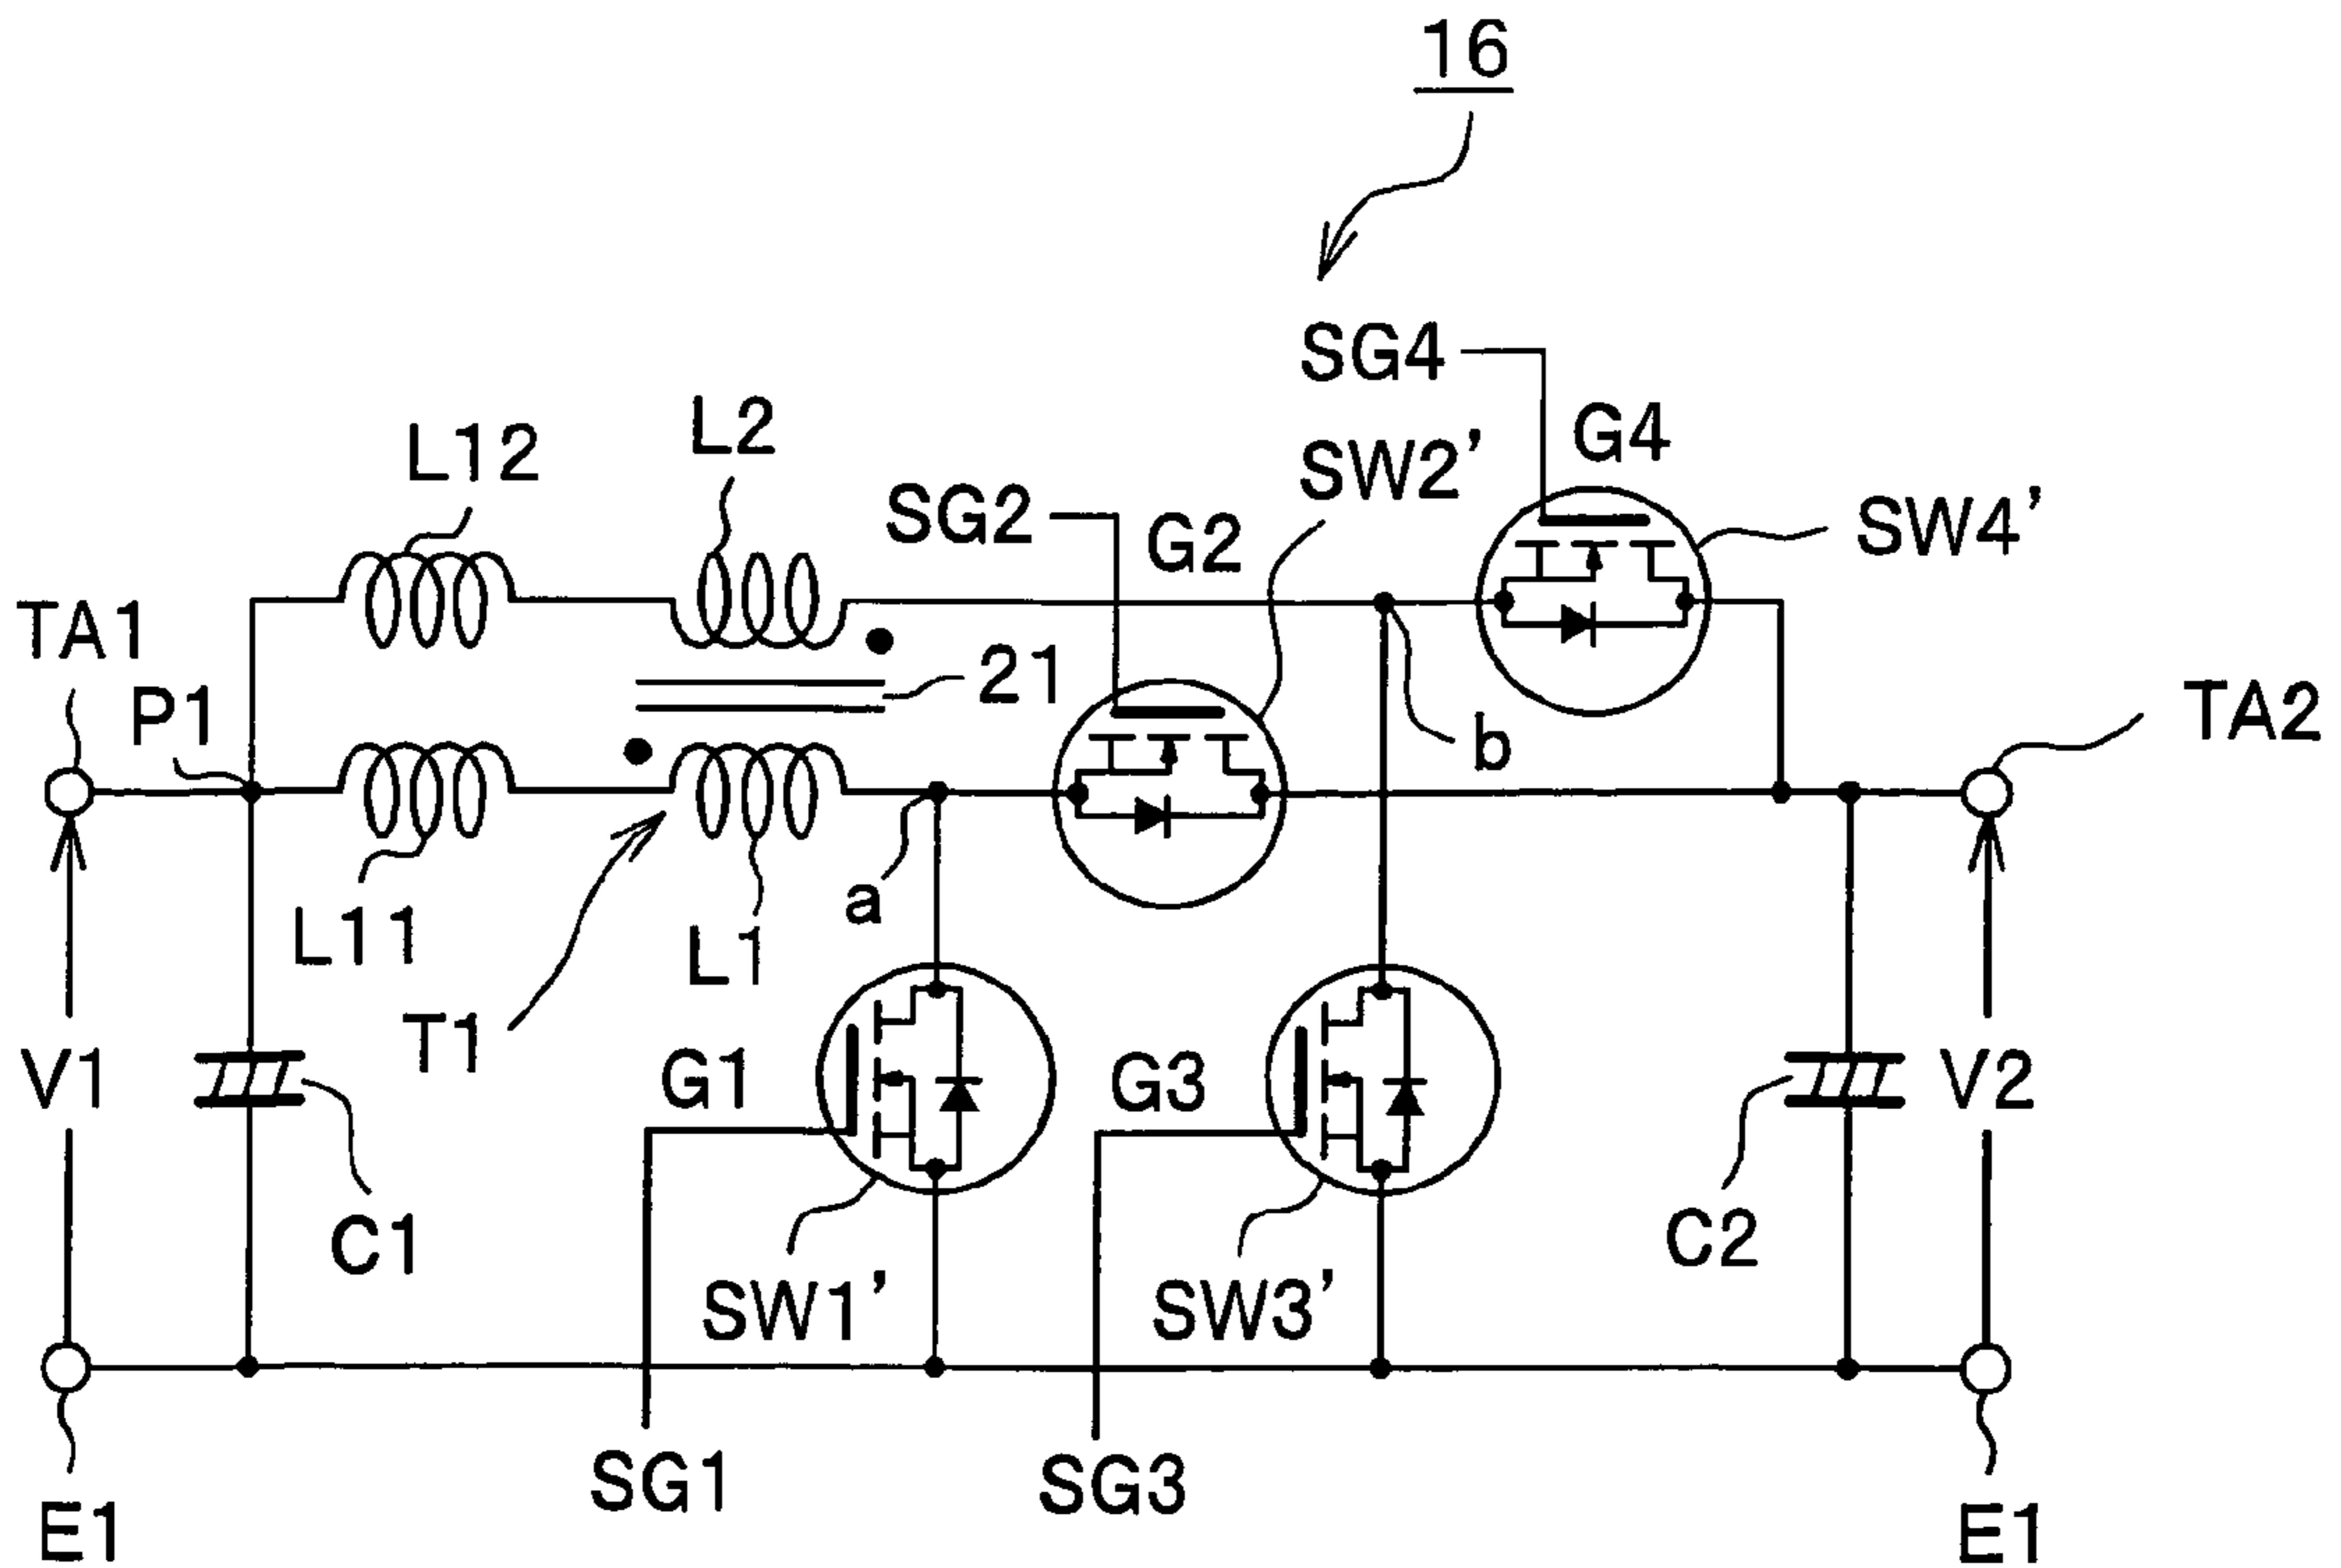 16
SG4
G4
L12
L2
SW2’
SG2
G2
SW4’
TA1
21
P1
TA2
b
a
L11
L1
T1
G1
G3
V1
V2
C1
C2
SW1’
SW3’
SG1
SG3
E1
E1